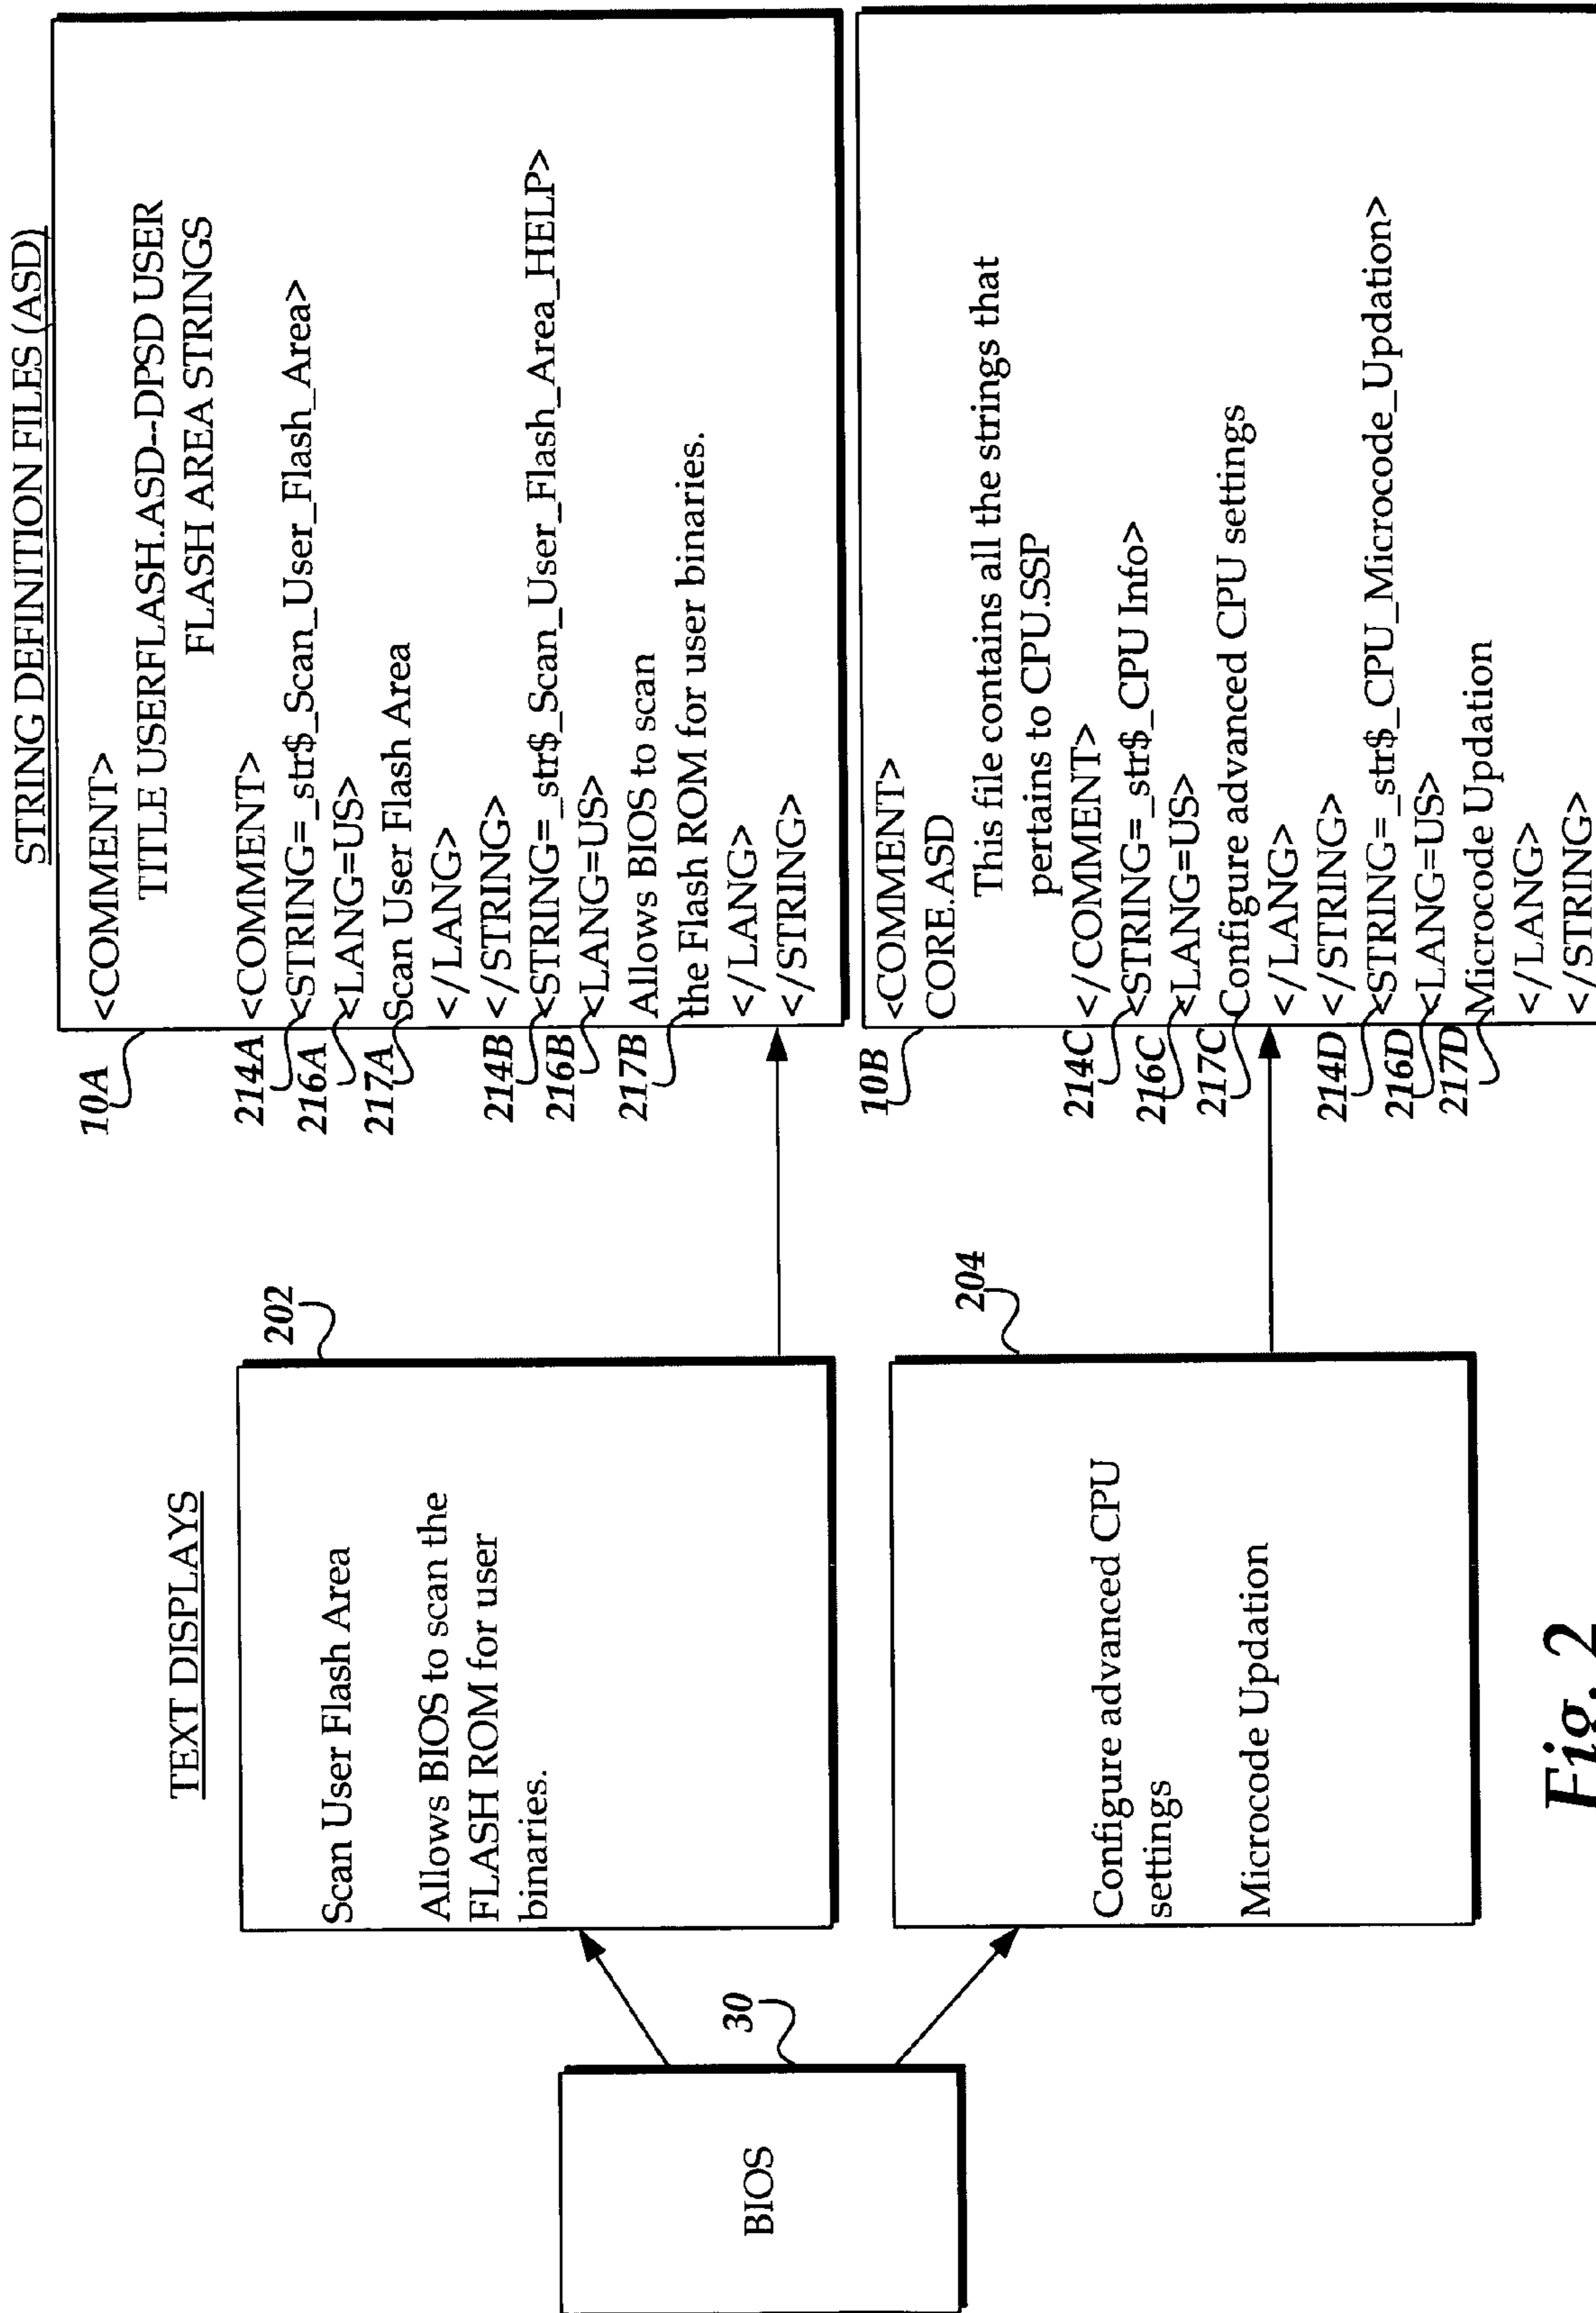 TEXT DISPLAYS
STRING DEFINITION FILES (ASD)
BIOS
30
202
Scan User Flash Area
Allows BIOS to scan the
FLASH ROM for user
binaries.
204
Configure advanced CPU
settings
Microcode Updation
10A
<COMMENT>
TITLE USERFLASH.ASD--DPSD USER
FLASH AREA STRINGS
<COMMENT>
214A <STRING=_str$_Scan_User_Flash_Area>
216A <LANG=US>
217A Scan User Flash Area
</LANG>
</STRING>
214B <STRING=_str$_Scan_User_Flash_Area_HELP>
216B <LANG=US>
Allows BIOS to scan
217B the Flash ROM for user binaries.
</LANG>
</STRING>
10B
<COMMENT>
CORE.ASD
This file contains all the strings that
pertains to CPU.SSP
</COMMENT>
214C <STRING=_str$_CPU Info>
216C <LANG=US>
217C Configure advanced CPU settings
</LANG>
</STRING>
214D <STRING=_str$_CPU_Microcode_Updation>
216D <LANG=US>
217D Microcode Updation
</LANG>
</STRING>
Fig. 2